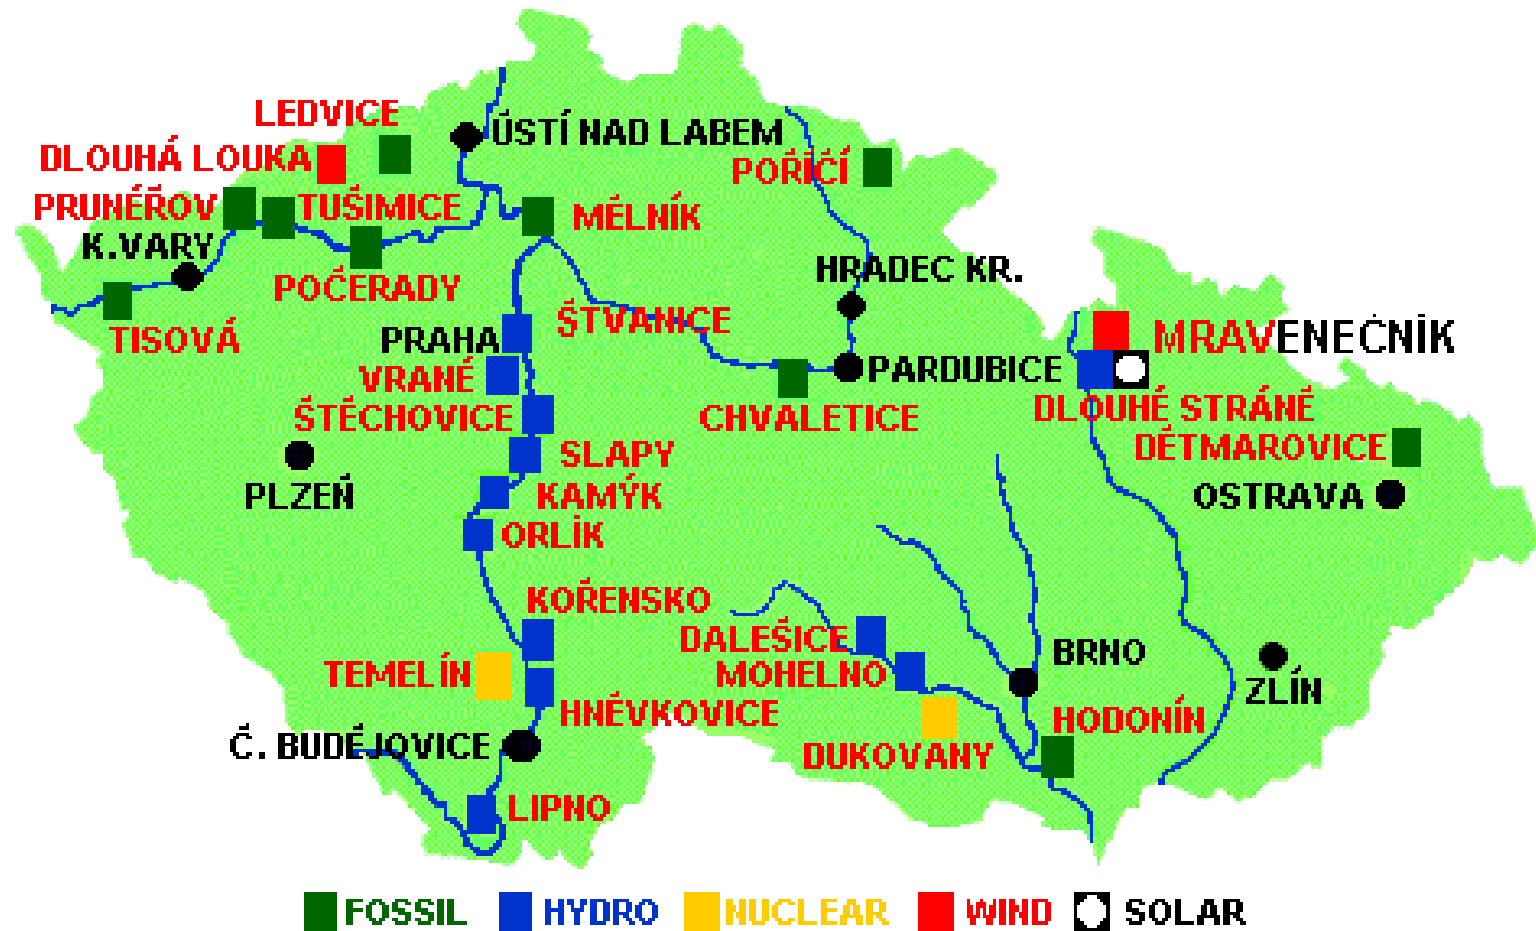 LEDVICE
ÚSTÍ NAD LABEM
DLOUHÁ LOUKA
POŘÍČÍ
PRUNÉŘOV
TUŠIMICE
MĚLNÍK
K.VARY
HRADEC KR.
POČERADY
ŠTVANICE
TISOVÁ
PRAHA
MRAVENEČNÍK
VRANÉ
PARDUBICE
ŠTĚCHOVICE
CHVALETICE
DLOUHÉ STRÁNĚ
DĚTMAROVICE
SLAPY
PLZEŇ
KAMÝK
OSTRAVA
ORLÍK
KOŘENSKO
DALEŠICE
BRNO
TEMELÍN
MOHELNO
ZLÍN
HNĚVKOVICE
HODONÍN
Č. BUDĚJOVICE
DUKOVANY
LIPNO
FOSSIL HYDRO NUCLEAR WIND SOLAR